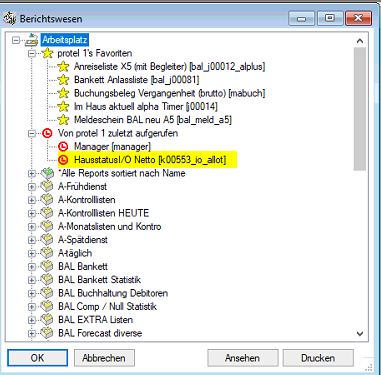 Berichtswesen
Arbeitsplatz
protel 1's Favoriten
Anreiseliste X5 (mit Begleiter) [bal_j00012_alplus]
Bankett Anlassliste [bal_j00081]
Buchungsbeleg Vergangenheit (brutto) [mabuch]
Im Haus aktuell alpha Timer [j00014]
Meldeschein BAL neu A5 [bal_meld_a5]
Von protel 1 zuletzt aufgerufen
Manager [manager]
HausstatusI/O Netto [k00553_io_allot]
*Alle Reports sortiert nach Name
A-Frühdienst
A-Kontrolllisten
A-Kontrolllisten HEUTE
A-Monatslisten und Kontro
A-Spätdienst
A-täglich
BAL Bankett
BAL Bankett Statistik
BAL Buchhaltung Debitoren
BAL Comp / Null Statistik
BAL EXTRA Listen
BAL Forecast diverse
OK Abbrechen Ansehen Drucken